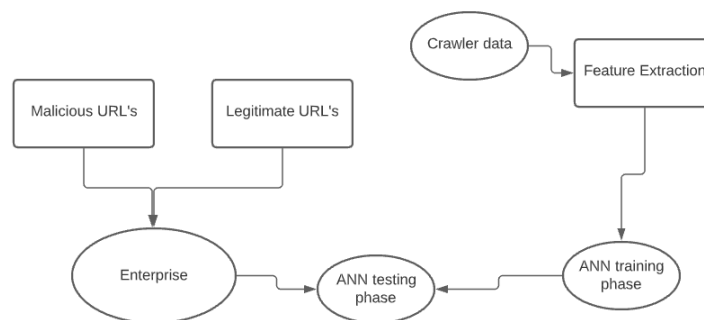 Crawler data
Feature Extraction
Malicious URL's
Legitimate URL's
Enterprise
ANN testing
phase
ANN training
phase